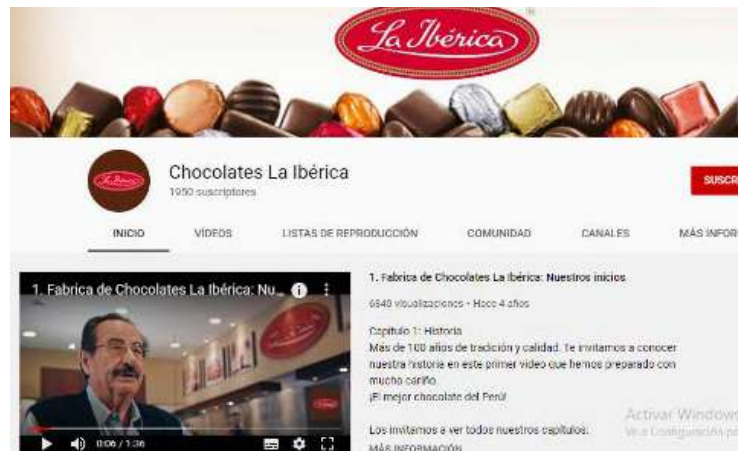 La Ibérica
Chocolates La Ibérica
1950 suscriptores
SUSCR
INICIO
VÍDEOS
LISTAS DE REPRODUCCIÓN
COMUNIDAD
CANALES
MÁS INFOR
1. Fabrica de Chocolates La Ibérica: Nu...
La Ibérica
0:06 / 1:36
1. Fabrica de Chocolates La Ibérica: Nuestros inicios
6840 visualizaciones • Hace 4 años
Capítulo 1: Historia
Más de 100 años de tradición y calidad. Te invitamos a conocer
nuestra historia en este primer video que hemos preparado con
mucho cariño.
¡El mejor chocolate del Perú!
Los invitamos a ver todos nuestros capítulos:
MÁS INFORMACIÓN
Activar Windows